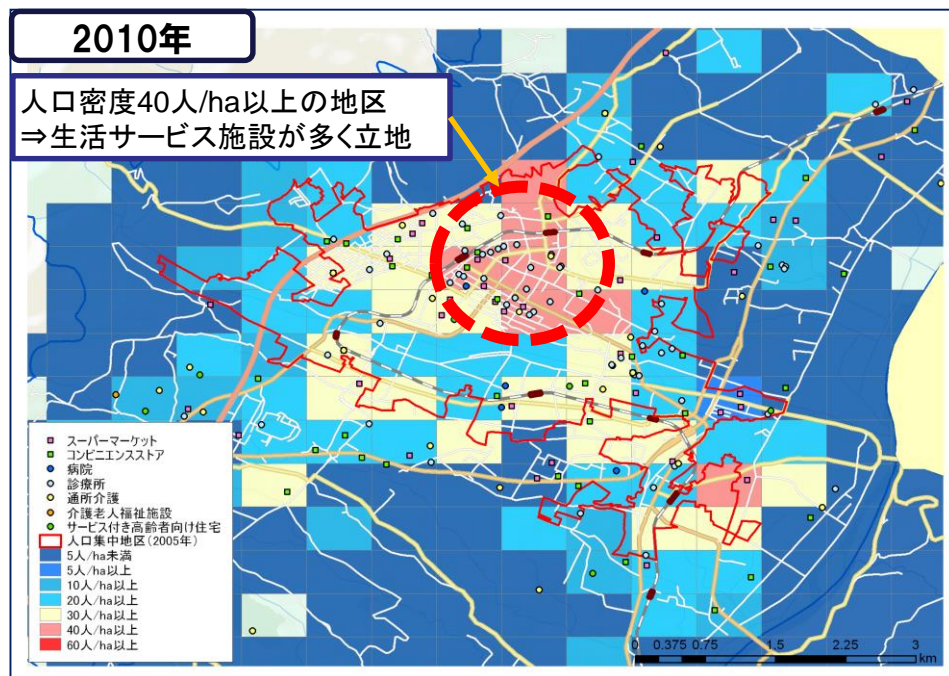 2010年
人口密度40人/ha以上の地区
⇒生活サービス施設が多く立地
スーパーマーケット
コンビニエンスストア
病院
診療所
通所介護
介護老人福祉施設
サービス付き高齢者向け住宅
人口集中地区(2005年)
5人/ha未満
5人/ha以上
10人/ha以上
20人/ha以上
30人/ha以上
40人/ha以上
60人/ha以上
0 0.375 0.75 1.5 2.25 3
km